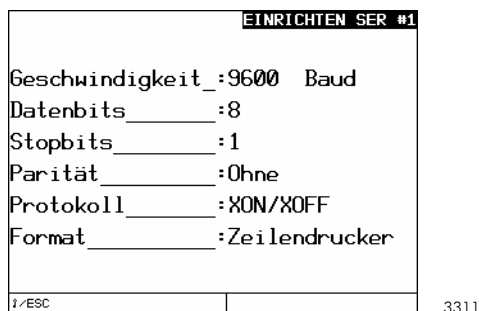 EINRICHTEN SER #1
Geschwindigkeit_:9600 Baud
Datenbits_______:8
Stopbits________:1
Parität_________:Ohne
Protokoll_______:XON/XOFF
Format__________:Zeilendrucker
/ESC
3311